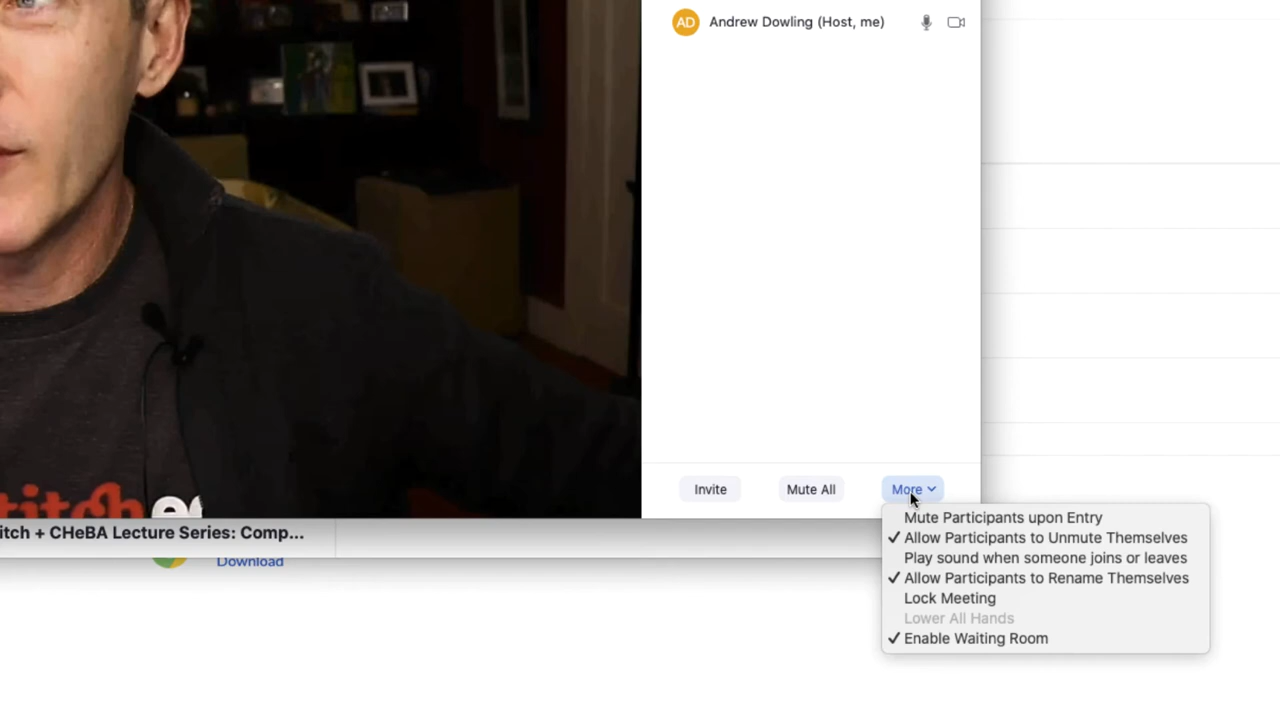 AD Andrew Dowling (Host, me)
Invite Mute All More
Mute Participants upon Entry
✓ Allow Participants to Unmute Themselves
Play sound when someone joins or leaves
✓ Allow Participants to Rename Themselves
Lock Meeting
Lower All Hands
✓ Enable Waiting Room
titch
itch + CHeBA Lecture Series: Comp...
Download